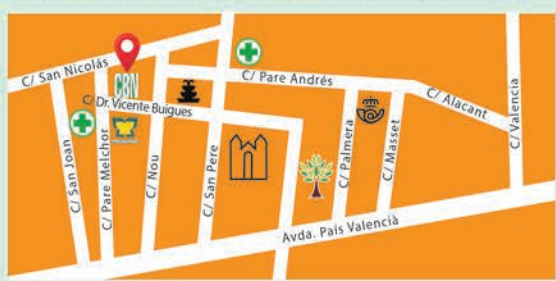 C/ San Nicolás
CBN
C/ Pare Andrés
C/ Alacant
C/ Valencia
C/ Dr. Vicente Buigues
C/ San Joan
C/ Pare Melchor
C/ Nou
C/ San Pere
C/ Palmera
C/ Masset
Avda. País Valencià